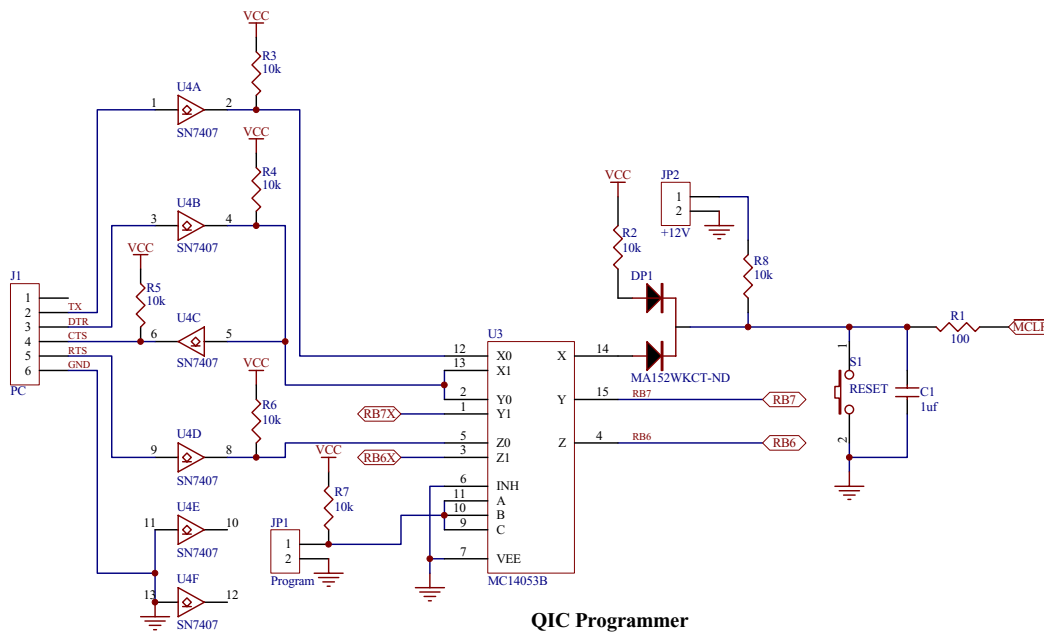 VCC
R3
10k
U4A
1
2
SN7407
VCC
R4
10k
U4B
3
4
SN7407
VCC
R5
10k
J1
1
2
3
4
5
6
PC
TX
DTR
CTS
RTS
GND
U4C
6
5
SN7407
VCC
R6
10k
U4D
9
8
SN7407
U4E
11
10
SN7407
U4F
13
12
SN7407
VCC
R7
10k
JP1
1
2
Program
RB7X
RB6X
U3
12
X0
13
X1
2
Y0
1
Y1
5
Z0
3
Z1
6
INH
11
A
10
B
9
C
7
VEE
X
14
Y
15
Z
4
MC14053B
VCC
R2
10k
DP1
MA152WKCT-ND
JP2
1
2
+12V
R8
10k
RB7
RB7
RB6
RB6
R1
100
1
S1
RESET
2
C1
1uf
QIC Programmer